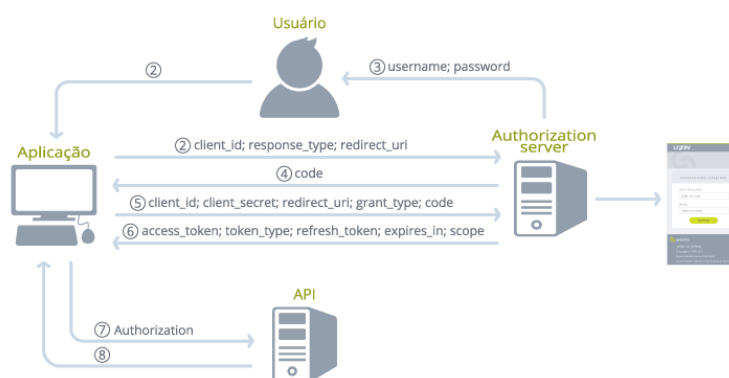 Usuário
②
③ username; password
Authorization
server
Aplicação
② client_id; response_type; redirect_uri
④ code
⑤ client_id; client_secret; redirect_uri; grant_type; code
⑥ access_token; token_type; refresh_token; expires_in; scope
API
⑦ Authorization
⑧
LOGIN